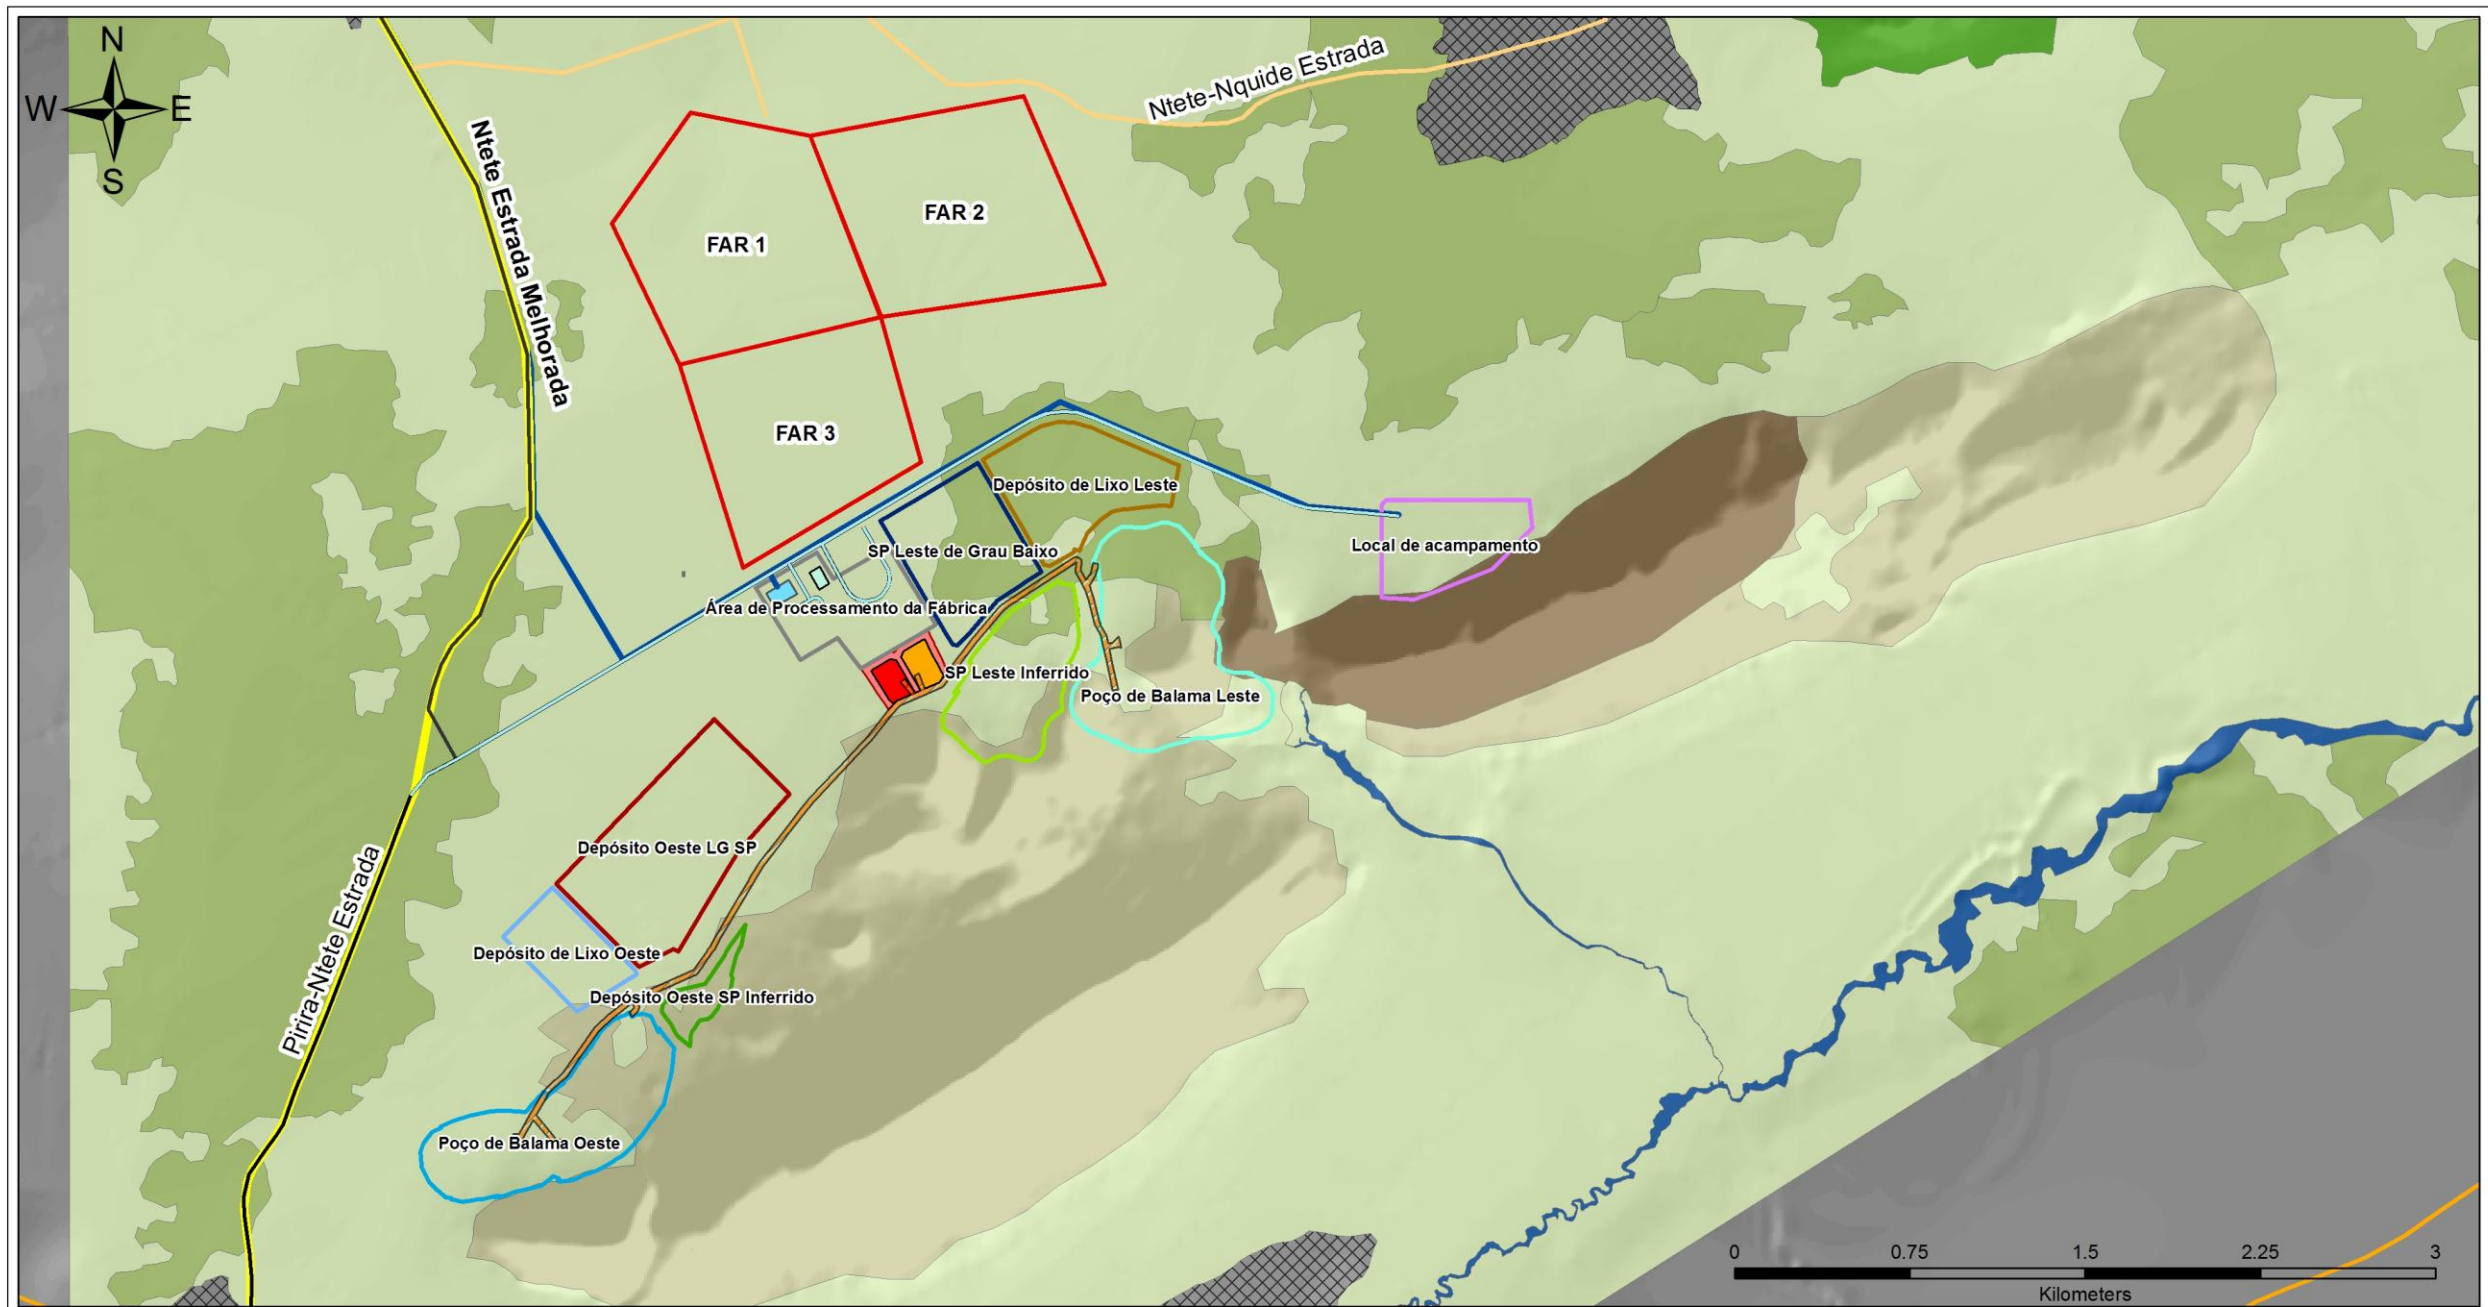 N
W E
S
Ntete-Nquide Estrada
Ntete Estrada Melhorada
FAR 1
FAR 2
FAR 3
Depósito de Lixo Leste
SP Leste de Grau Baixo
Local de acampamento
Área de Processamento da Fábrica
SP Leste Inferrido
Poço de Balama Leste
Depósito Oeste LG SP
Pirira-Ntete Estrada
Depósito de Lixo Oeste
Depósito Oeste SP Inferrido
Poço de Balama Oeste
0 0.75 1.5 2.25 3
Kilometers